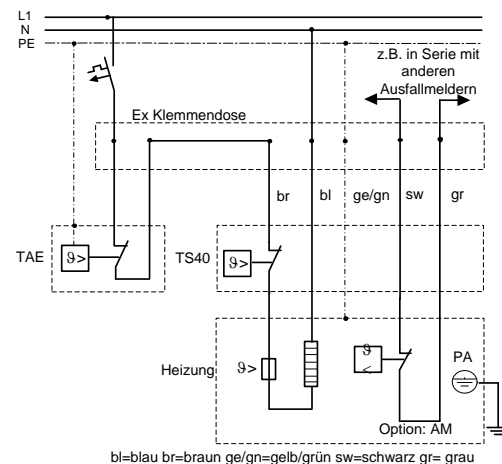 L1
N
PE
z.B. in Serie mit
anderen
Ausfallmeldern
Ex Klemmendose
br
bl
ge/gn
sw
gr
TAE
ϑ>
TS40
ϑ>
Heizung
ϑ>
ϑ
<
PA
Option: AM
bl=blau br=braun ge/gn=gelb/grün sw=schwarz gr= grau